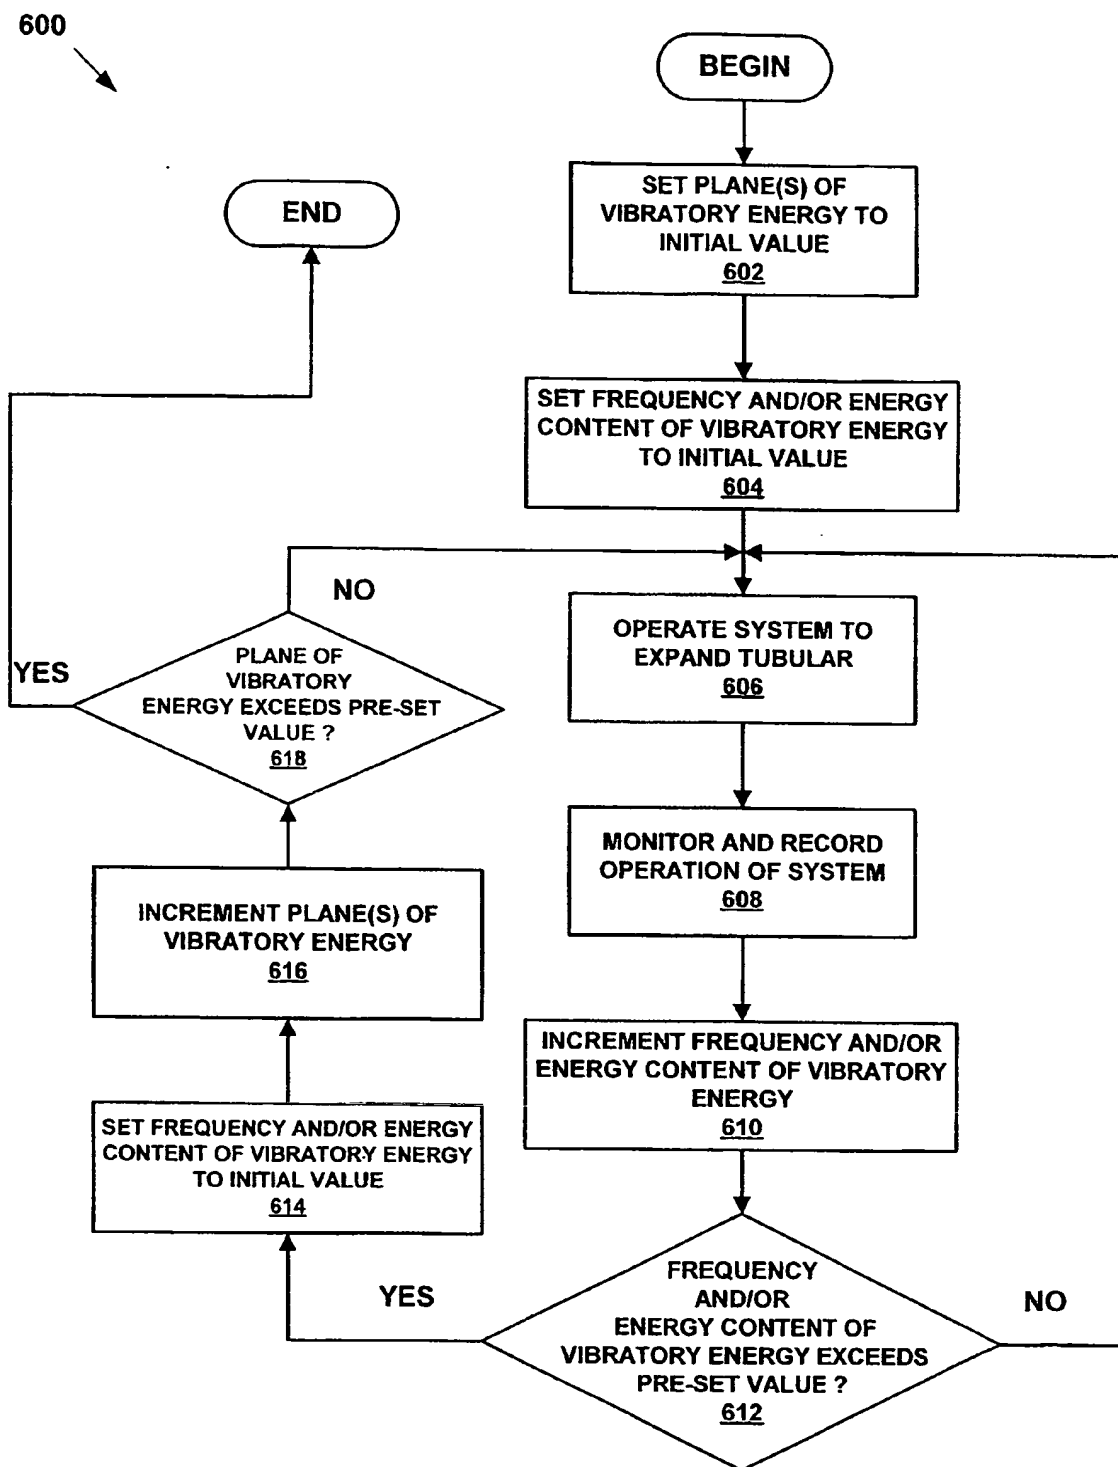 600
BEGIN
SET PLANE(S) OF
VIBRATORY ENERGY TO
INITIAL VALUE
602
END
SET FREQUENCY AND/OR ENERGY
CONTENT OF VIBRATORY ENERGY
TO INITIAL VALUE
604
NO
YES
PLANE OF
VIBRATORY
ENERGY EXCEEDS PRE-SET
VALUE ?
618
OPERATE SYSTEM TO
EXPAND TUBULAR
606
MONITOR AND RECORD
OPERATION OF SYSTEM
608
INCREMENT PLANE(S) OF
VIBRATORY ENERGY
616
INCREMENT FREQUENCY AND/OR
ENERGY CONTENT OF VIBRATORY
ENERGY
610
SET FREQUENCY AND/OR ENERGY
CONTENT OF VIBRATORY ENERGY
TO INITIAL VALUE
614
YES
FREQUENCY
AND/OR
ENERGY CONTENT OF
VIBRATORY ENERGY EXCEEDS
PRE-SET VALUE ?
612
NO